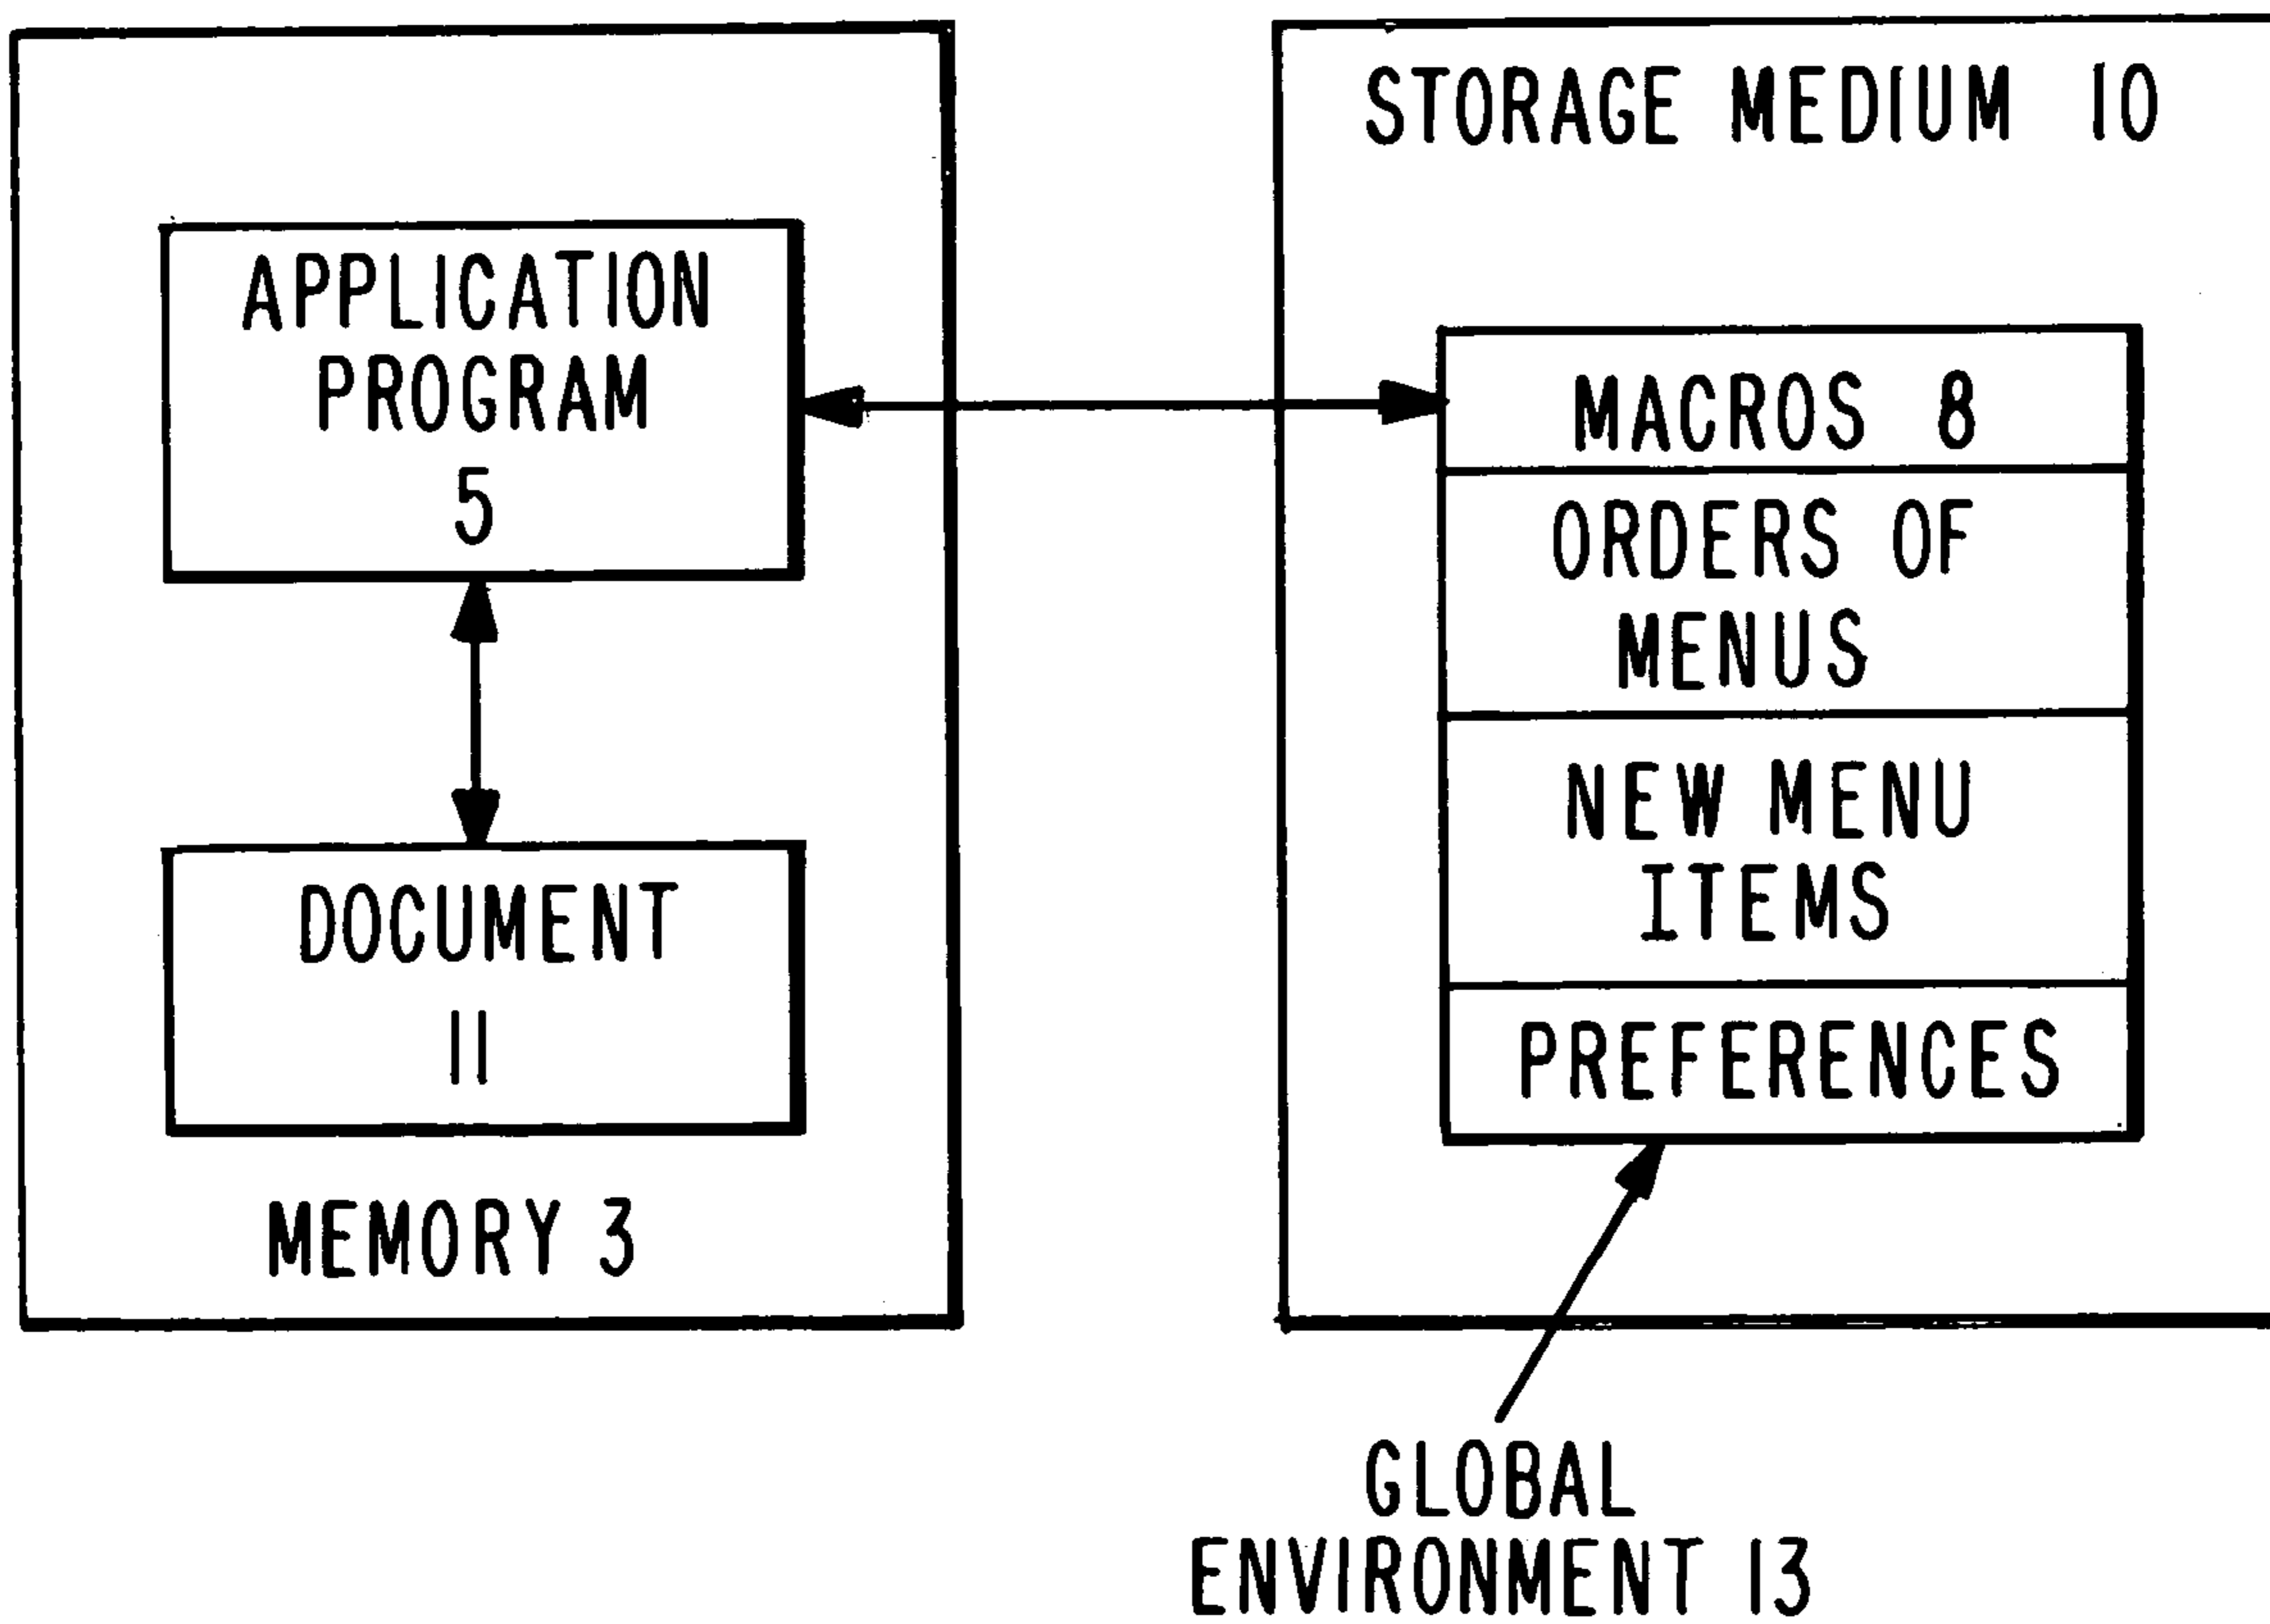 APPLICATION
PROGRAM
5
DOCUMENT
11
MEMORY 3
STORAGE MEDIUM 10
MACROS 8
ORDERS OF
MENUS
NEW MENU
ITEMS
PREFERENCES
GLOBAL
ENVIRONMENT 13